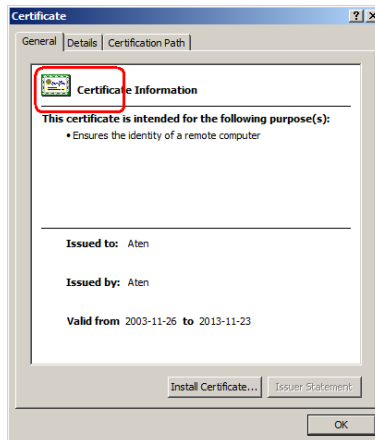 Certificate
General Details Certification Path
Certificate Information
This certificate is intended for the following purpose(s):
• Ensures the identity of a remote computer
Issued to: Aten
Issued by: Aten
Valid from 2003-11-26 to 2013-11-23
Install Certificate... Issuer Statement
OK